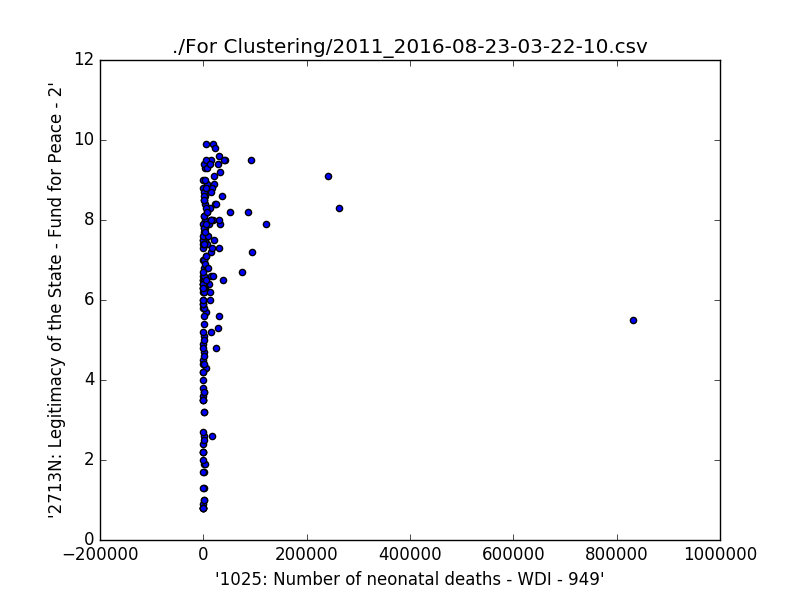 ./For Clustering/2011_2016-08-23-03-22-10.csv
'2713N: Legitimacy of the State - Fund for Peace - 2'
12
10
8
6
4
2
0
−200000 0 200000 400000 600000 800000 1000000
'1025: Number of neonatal deaths - WDI - 949'